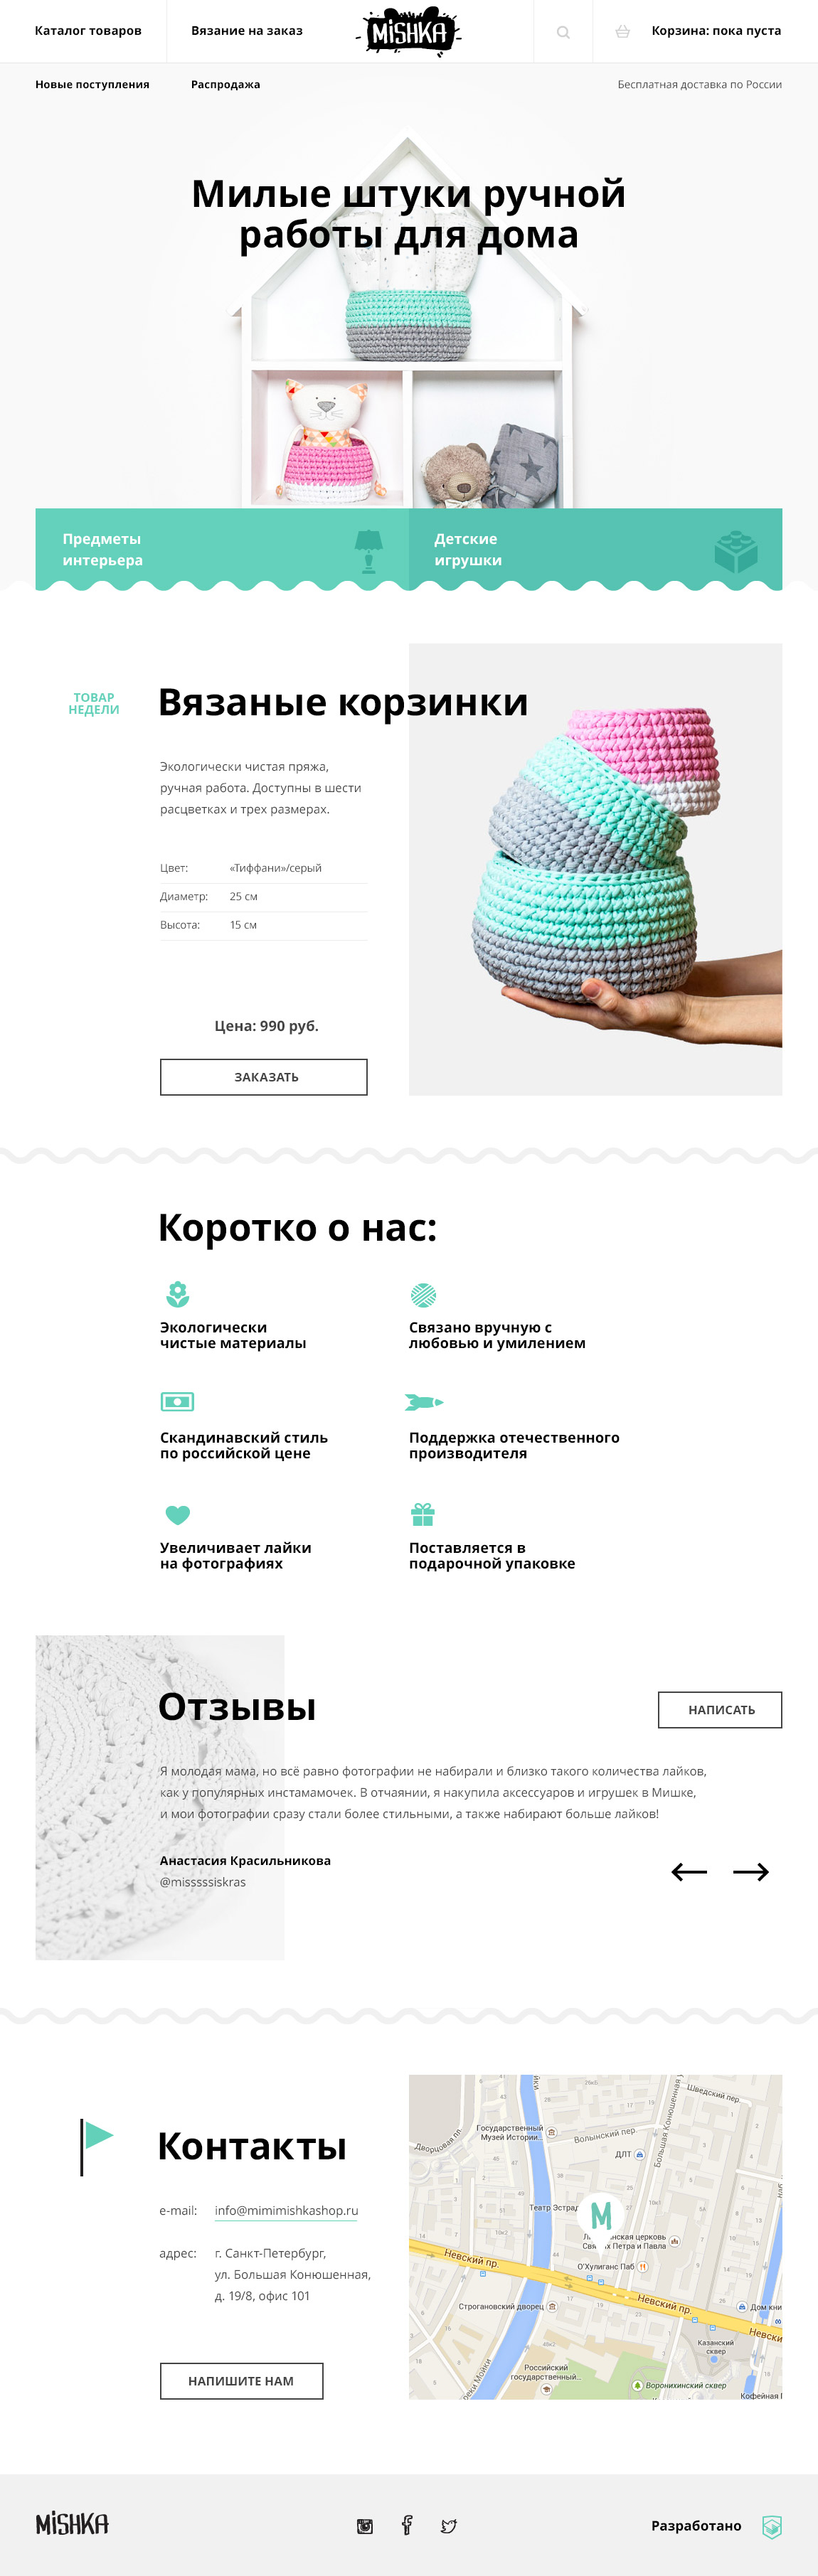 Каталог товаров
Вязание на заказ
MiSHKA
Корзина: пока пуста
Новые поступления
Распродажа
Бесплатная доставка по России
Милые штуки ручной
работы для дома
Предметы
интерьера
Детские
игрушки
ТОВАР
НЕДЕЛИ
Вязаные корзинки
Экологически чистая пряжа,
ручная работа. Доступны в шести
расцветках и трех размерах.
Цвет: «Тиффани»/серый
Диаметр: 25 см
Высота: 15 см
Цена: 990 руб.
ЗАКАЗАТЬ
Коротко о нас:
Экологически
чистые материалы
Связано вручную с
любовью и умилением
Скандинавский стиль
по российской цене
Поддержка отечественного
производителя
Увеличивает лайки
на фотографиях
Поставляется в
подарочной упаковке
Отзывы
НАПИСАТЬ
Я молодая мама, но всё равно фотографии не набирали и близко такого количества лайков,
как у популярных инстамамочек. В отчаянии, я накупила аксессуаров и игрушек в Мишке,
и мои фотографии сразу стали более стильными, а также набирают больше лайков!
Анастасия Красильникова
@misssssiskras
Контакты
e-mail: info@mimimishkashop.ru
адрес: г. Санкт-Петербург,
ул. Большая Конюшенная,
д. 19/8, офис 101
НАПИШИТЕ НАМ
Шведский пер.
Большая Конюшенная
Государственный
Музей Истории...
Волынский пер.
Дворцовая пл.
ДЛТ
Театр Эстрад
M
нская церковь
Петра и Павла
О'Хулиганс Паб
Невский пр.
Строгановский дворец
Невский пр.
Дом кни
Невск
Казанский
сквер
Российский
государственный...
Воронихинский сквер
реки Мойки
Кофейная
MiSHKA
Разработано